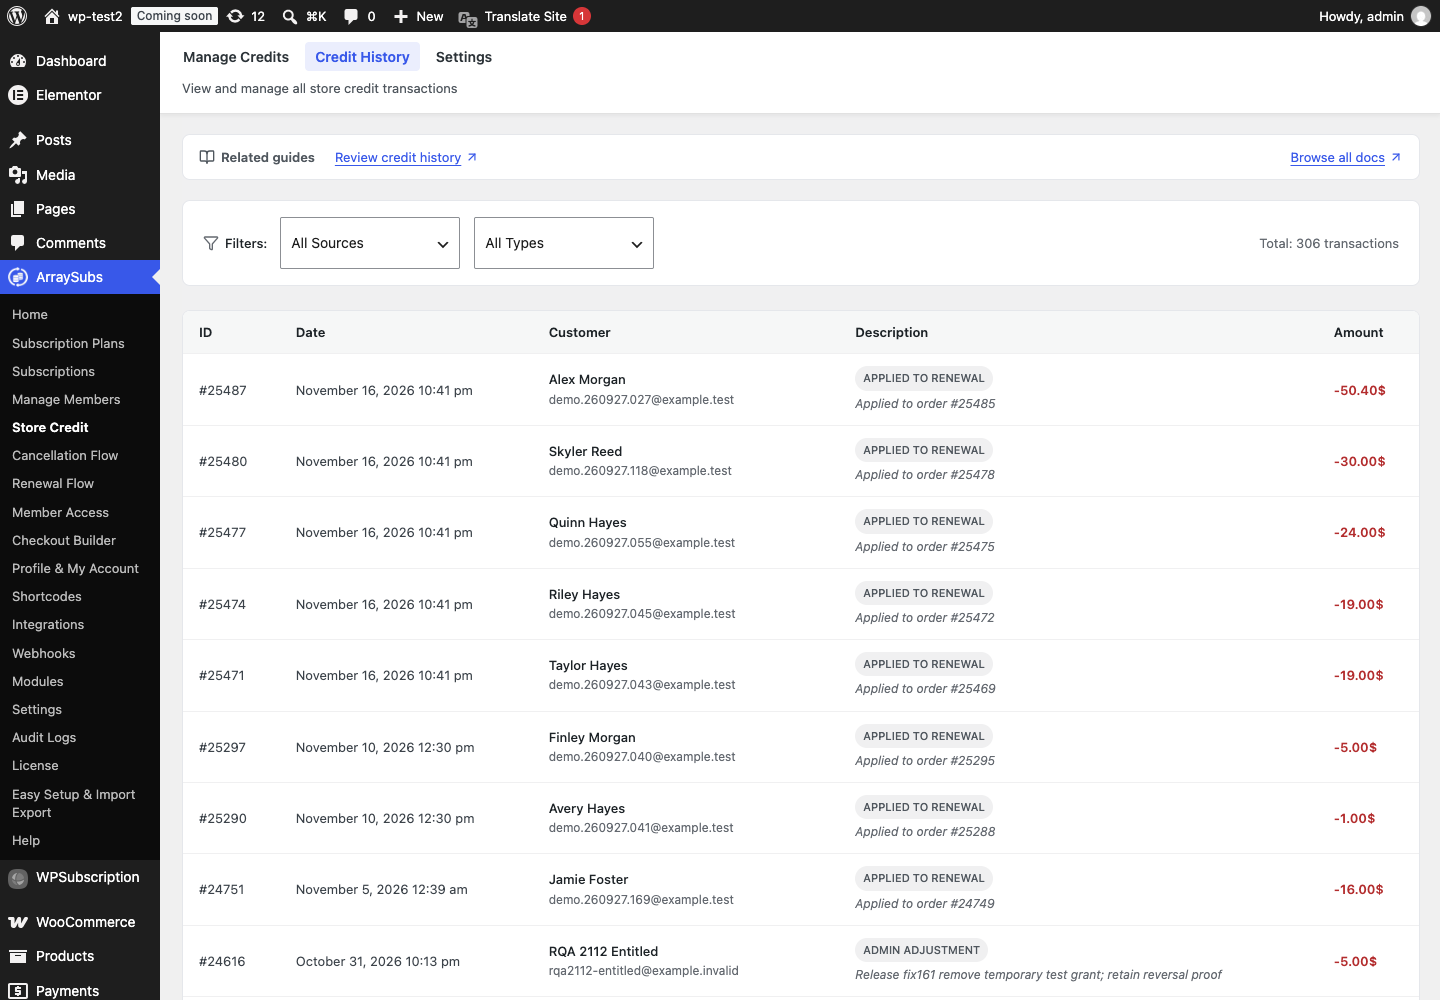 wp-test2 Coming soon 12 ⌘K 0 New Translate Site 1 Howdy, admin
Dashboard
Elementor
Posts
Media
Pages
Comments
ArraySubs
Home
Subscription Plans
Subscriptions
Manage Members
Store Credit
Cancellation Flow
Renewal Flow
Member Access
Checkout Builder
Profile & My Account
Shortcodes
Integrations
Webhooks
Modules
Settings
Audit Logs
License
Easy Setup & Import
Export
Help
WPSubscription
WooCommerce
Products
Payments
Manage Credits Credit History Settings
View and manage all store credit transactions
Related guides Review credit history Browse all docs
Filters: All Sources All Types Total: 306 transactions
ID Date Customer Description Amount
#25487 November 16, 2026 10:41 pm Alex Morgan APPLIED TO RENEWAL -50.40$
demo.260927.027@example.test Applied to order #25485
#25480 November 16, 2026 10:41 pm Skyler Reed APPLIED TO RENEWAL -30.00$
demo.260927.118@example.test Applied to order #25478
#25477 November 16, 2026 10:41 pm Quinn Hayes APPLIED TO RENEWAL -24.00$
demo.260927.055@example.test Applied to order #25475
#25474 November 16, 2026 10:41 pm Riley Hayes APPLIED TO RENEWAL -19.00$
demo.260927.045@example.test Applied to order #25472
#25471 November 16, 2026 10:41 pm Taylor Hayes APPLIED TO RENEWAL -19.00$
demo.260927.043@example.test Applied to order #25469
#25297 November 10, 2026 12:30 pm Finley Morgan APPLIED TO RENEWAL -5.00$
demo.260927.040@example.test Applied to order #25295
#25290 November 10, 2026 12:30 pm Avery Hayes APPLIED TO RENEWAL -1.00$
demo.260927.041@example.test Applied to order #25288
#24751 November 5, 2026 12:39 am Jamie Foster APPLIED TO RENEWAL -16.00$
demo.260927.169@example.test Applied to order #24749
#24616 October 31, 2026 10:13 pm RQA 2112 Entitled ADMIN ADJUSTMENT -5.00$
rqa2112-entitled@example.invalid Release fix161 remove temporary test grant; retain reversal proof